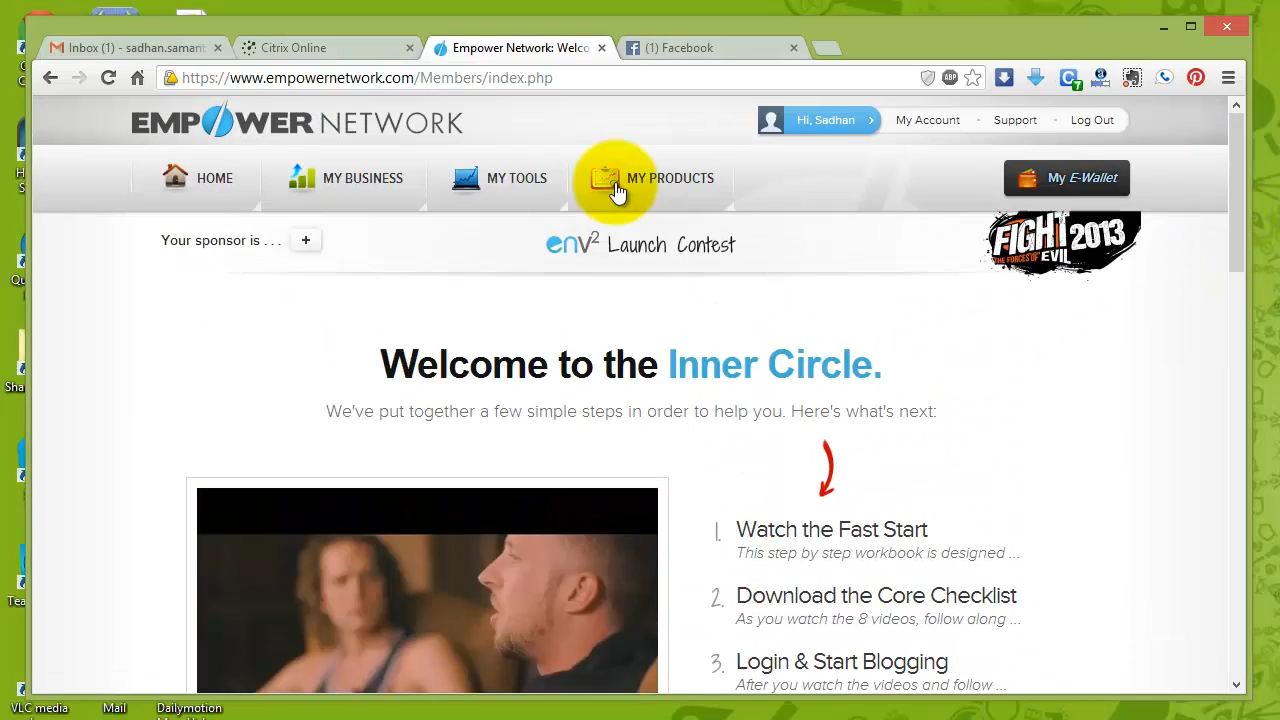 Inbox (1) - sadhan.samant
Citrix Online
Empower Network: Welco
(1) Facebook
https://www.empowernetwork.com/Members/index.php
ABP
7
EMPOWER NETWORK
Hi, Sadhan
My Account
Support
Log Out
HOME
MY BUSINESS
MY TOOLS
MY PRODUCTS
My E-Wallet
Your sponsor is . . .
+
env2 Launch Contest
FIGHT 2013
THE FORCES OF EVIL
Welcome to the Inner Circle.
We've put together a few simple steps in order to help you. Here's what's next:
1. Watch the Fast Start
This step by step workbook is designed ...
2. Download the Core Checklist
As you watch the 8 videos, follow along ...
3. Login & Start Blogging
After you watch the videos and follow ...
Qu
Sha
Tea
VLC media
Mail
Dailymotion